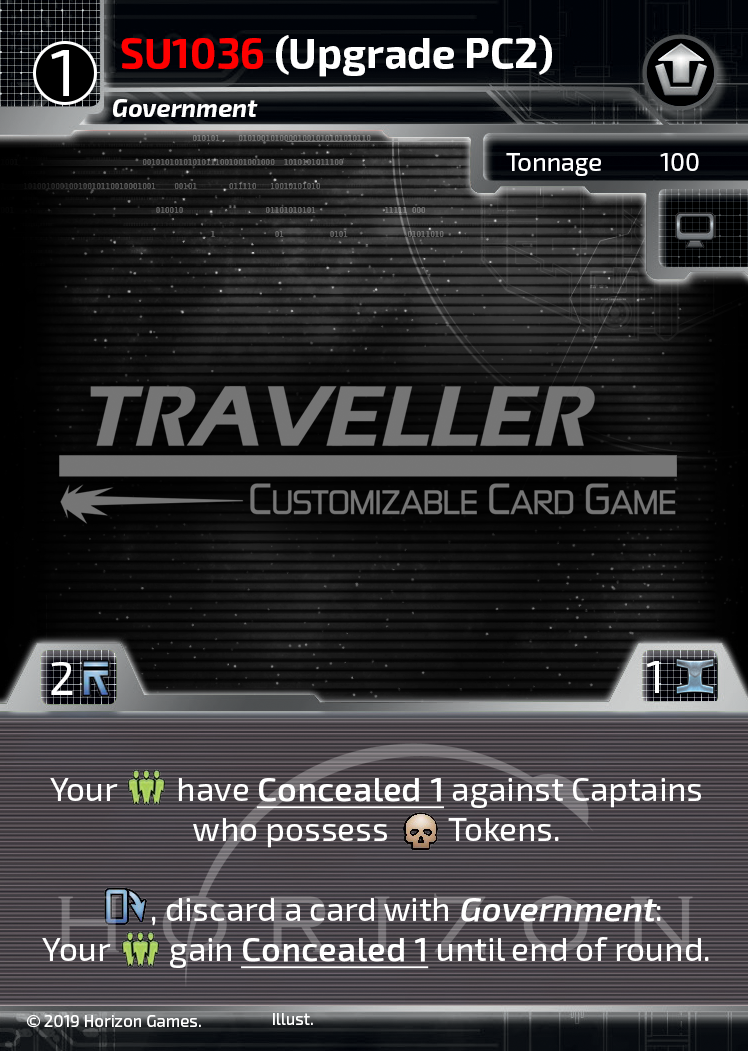 1
SU1036 (Upgrade PC2)
Government
Tonnage 100
TRAVELLER
CUSTOMIZABLE CARD GAME
2
1
Your have Concealed 1 against Captains
who possess Tokens.
, discard a card with Government:
Your gain Concealed 1 until end of round.
HORIZON
© 2019 Horizon Games.
Illust.